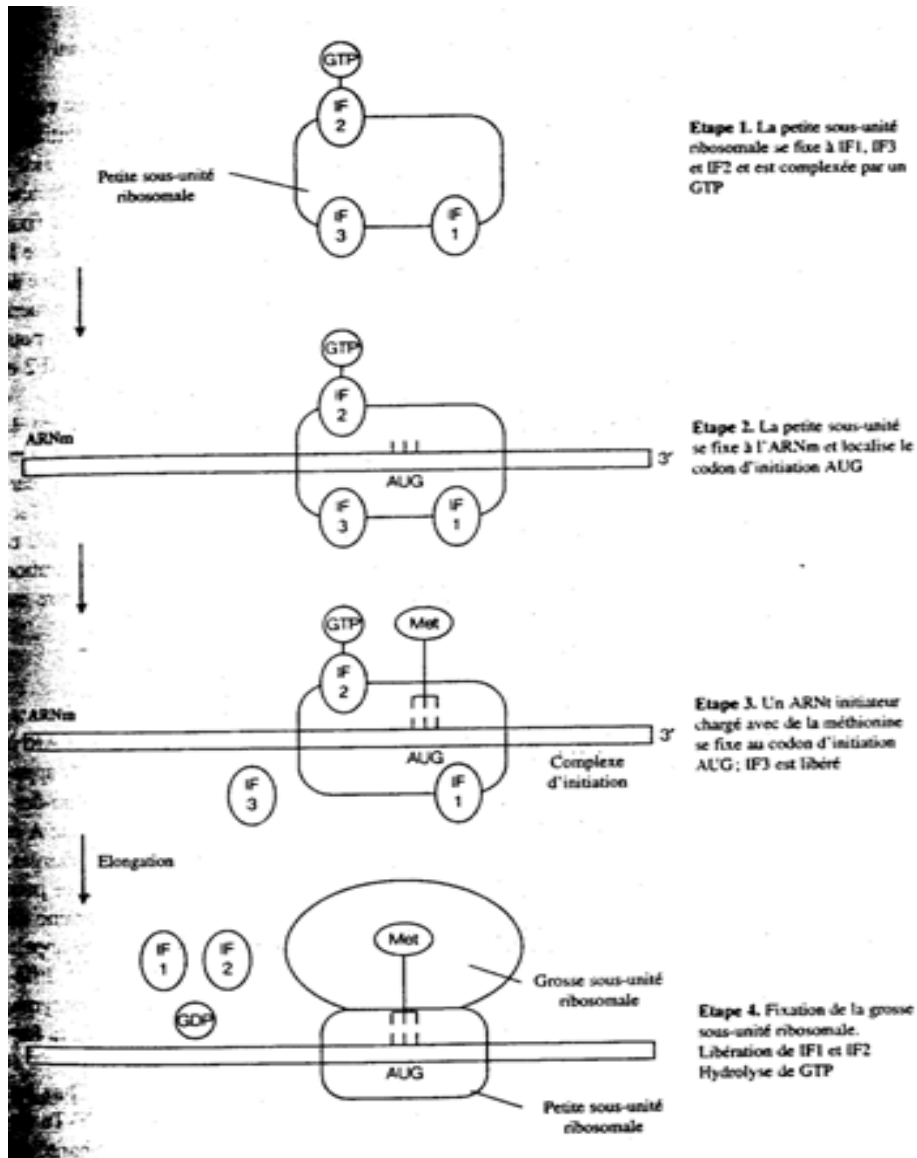 GTP
IF
2
Petite sous-unité
ribosomale
IF
3
IF
1
Etape 1. La petite sous-unité
ribosomale se fixe à IF1, IF3
et IF2 et est complexée par un
GTP
GTP
IF
2
ARNm
3'
AUG
IF
3
IF
1
Etape 2. La petite sous-unité
se fixe à l'ARNm et localise le
codon d'initiation AUG
GTP
Met
IF
2
ARNm
3'
AUG
Complexe
d'initiation
IF
3
IF
1
Etape 3. Un ARNt initiateur
chargé avec de la méthionine
se fixe au codon d'initiation
AUG ; IF3 est libéré
Elongation
IF
1
IF
2
GDP
Met
Grosse sous-unité
ribosomale
AUG
Petite sous-unité
ribosomale
Etape 4. Fixation de la grosse
sous-unité ribosomale.
Libération de IF1 et IF2
Hydrolyse de GTP